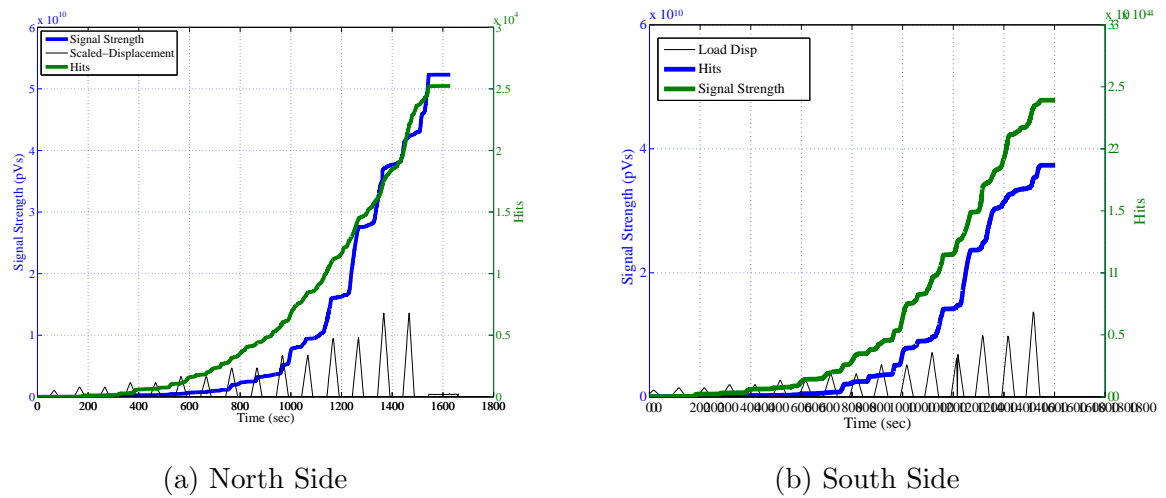 x 10^10
x 10^4
6
5
4
3
2
1
0
Signal Strength (pVs)
Signal Strength
Scaled-Displacement
Hits
3
2.5
2
1.5
1
0.5
0
Hits
0 200 400 600 800 1000 1200 1400 1600 1800
Time (sec)
(a) North Side
x 10^10
6
4
2
0
Signal Strength (pVs)
Load Disp
Hits
Signal Strength
2.5
1.5
0.5
Hits
Time (sec)
(b) South Side